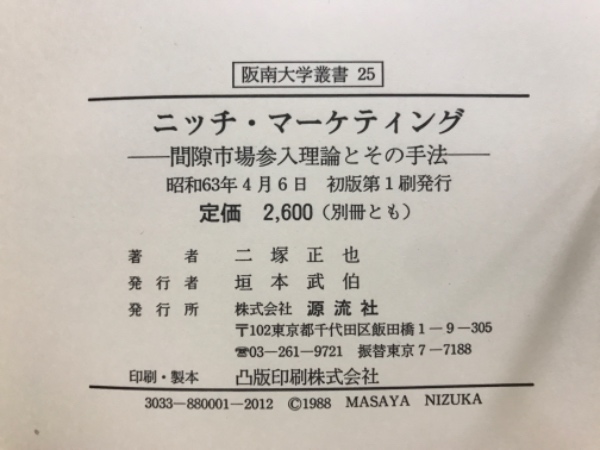 阪南大学叢書 25
ニッチ・マーケティング
―間隙市場参入理論とその手法―
昭和63年4月6日 初版第1刷発行
定価 2,600（別冊とも）
著者 二塚正也
発行者 垣本武伯
発行所 株式会社 源流社
〒102東京都千代田区飯田橋1－9－305
☎03―261―9721 振替東京7－7188
印刷・製本 凸版印刷株式会社
3033―880001―2012 ©1988 MASAYA NIZUKA